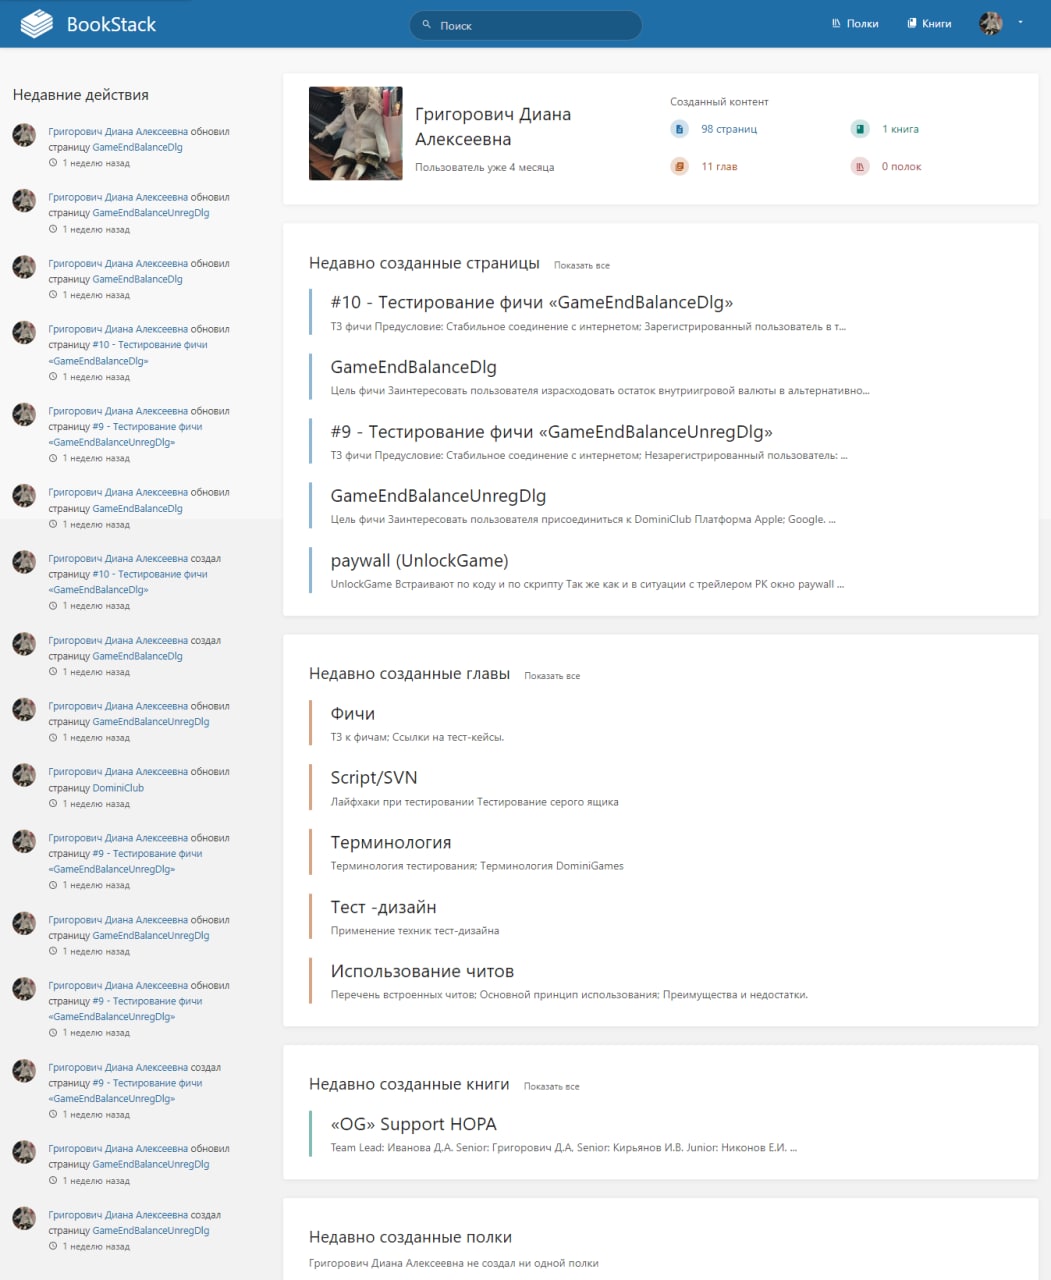 BookStack
Поиск
Полки
Книги
Недавние действия
Григорович Диана Алексеевна обновил
страницу GameEndBalanceDlg
1 неделю назад
Григорович Диана Алексеевна обновил
страницу GameEndBalanceUnregDlg
1 неделю назад
Григорович Диана Алексеевна обновил
страницу GameEndBalanceDlg
1 неделю назад
Григорович Диана Алексеевна обновил
страницу #10 - Тестирование фичи
«GameEndBalanceDlg»
1 неделю назад
Григорович Диана Алексеевна обновил
страницу #9 - Тестирование фичи
«GameEndBalanceUnregDlg»
1 неделю назад
Григорович Диана Алексеевна обновил
страницу GameEndBalanceDlg
1 неделю назад
Григорович Диана Алексеевна создал
страницу #10 - Тестирование фичи
«GameEndBalanceDlg»
1 неделю назад
Григорович Диана Алексеевна создал
страницу GameEndBalanceDlg
1 неделю назад
Григорович Диана Алексеевна обновил
страницу GameEndBalanceUnregDlg
1 неделю назад
Григорович Диана Алексеевна обновил
страницу DominiClub
1 неделю назад
Григорович Диана Алексеевна обновил
страницу #9 - Тестирование фичи
«GameEndBalanceUnregDlg»
1 неделю назад
Григорович Диана Алексеевна обновил
страницу GameEndBalanceUnregDlg
1 неделю назад
Григорович Диана Алексеевна обновил
страницу #9 - Тестирование фичи
«GameEndBalanceUnregDlg»
1 неделю назад
Григорович Диана Алексеевна создал
страницу #9 - Тестирование фичи
«GameEndBalanceUnregDlg»
1 неделю назад
Григорович Диана Алексеевна обновил
страницу GameEndBalanceUnregDlg
1 неделю назад
Григорович Диана Алексеевна создал
страницу GameEndBalanceUnregDlg
1 неделю назад
Григорович Диана
Алексеевна
Пользователь уже 4 месяца
Созданный контент
98 страниц
1 книга
11 глав
0 полок
Недавно созданные страницы Показать все
#10 - Тестирование фичи «GameEndBalanceDlg»
ТЗ фичи Предусловие: Стабильное соединение с интернетом; Зарегистрированный пользователь в т...
GameEndBalanceDlg
Цель фичи Заинтересовать пользователя израсходовать остаток внутриигровой валюты в альтернативно...
#9 - Тестирование фичи «GameEndBalanceUnregDlg»
ТЗ фичи Предусловие: Стабильное соединение с интернетом; Незарегистрированный пользователь: ...
GameEndBalanceUnregDlg
Цель фичи Заинтересовать пользователя присоединиться к DominiClub Платформа Apple; Google. ...
paywall (UnlockGame)
UnlockGame Встраивают по коду и по скрипту Так же как и в ситуации с трейлером РК окно paywall ...
Недавно созданные главы Показать все
Фичи
ТЗ к фичам; Ссылки на тест-кейсы.
Script/SVN
Лайфхаки при тестировании Тестирование серого ящика
Терминология
Терминология тестирования; Терминология DominiGames
Тест -дизайн
Применение техник тест-дизайна
Использование читов
Перечень встроенных читов; Основной принцип использования; Преимущества и недостатки.
Недавно созданные книги Показать все
«OG» Support HOPA
Team Lead: Иванова Д.А. Senior: Григорович Д.А. Senior: Кирьянов И.В. Junior: Никонов Е.И. ...
Недавно созданные полки
Григорович Диана Алексеевна не создал ни одной полки